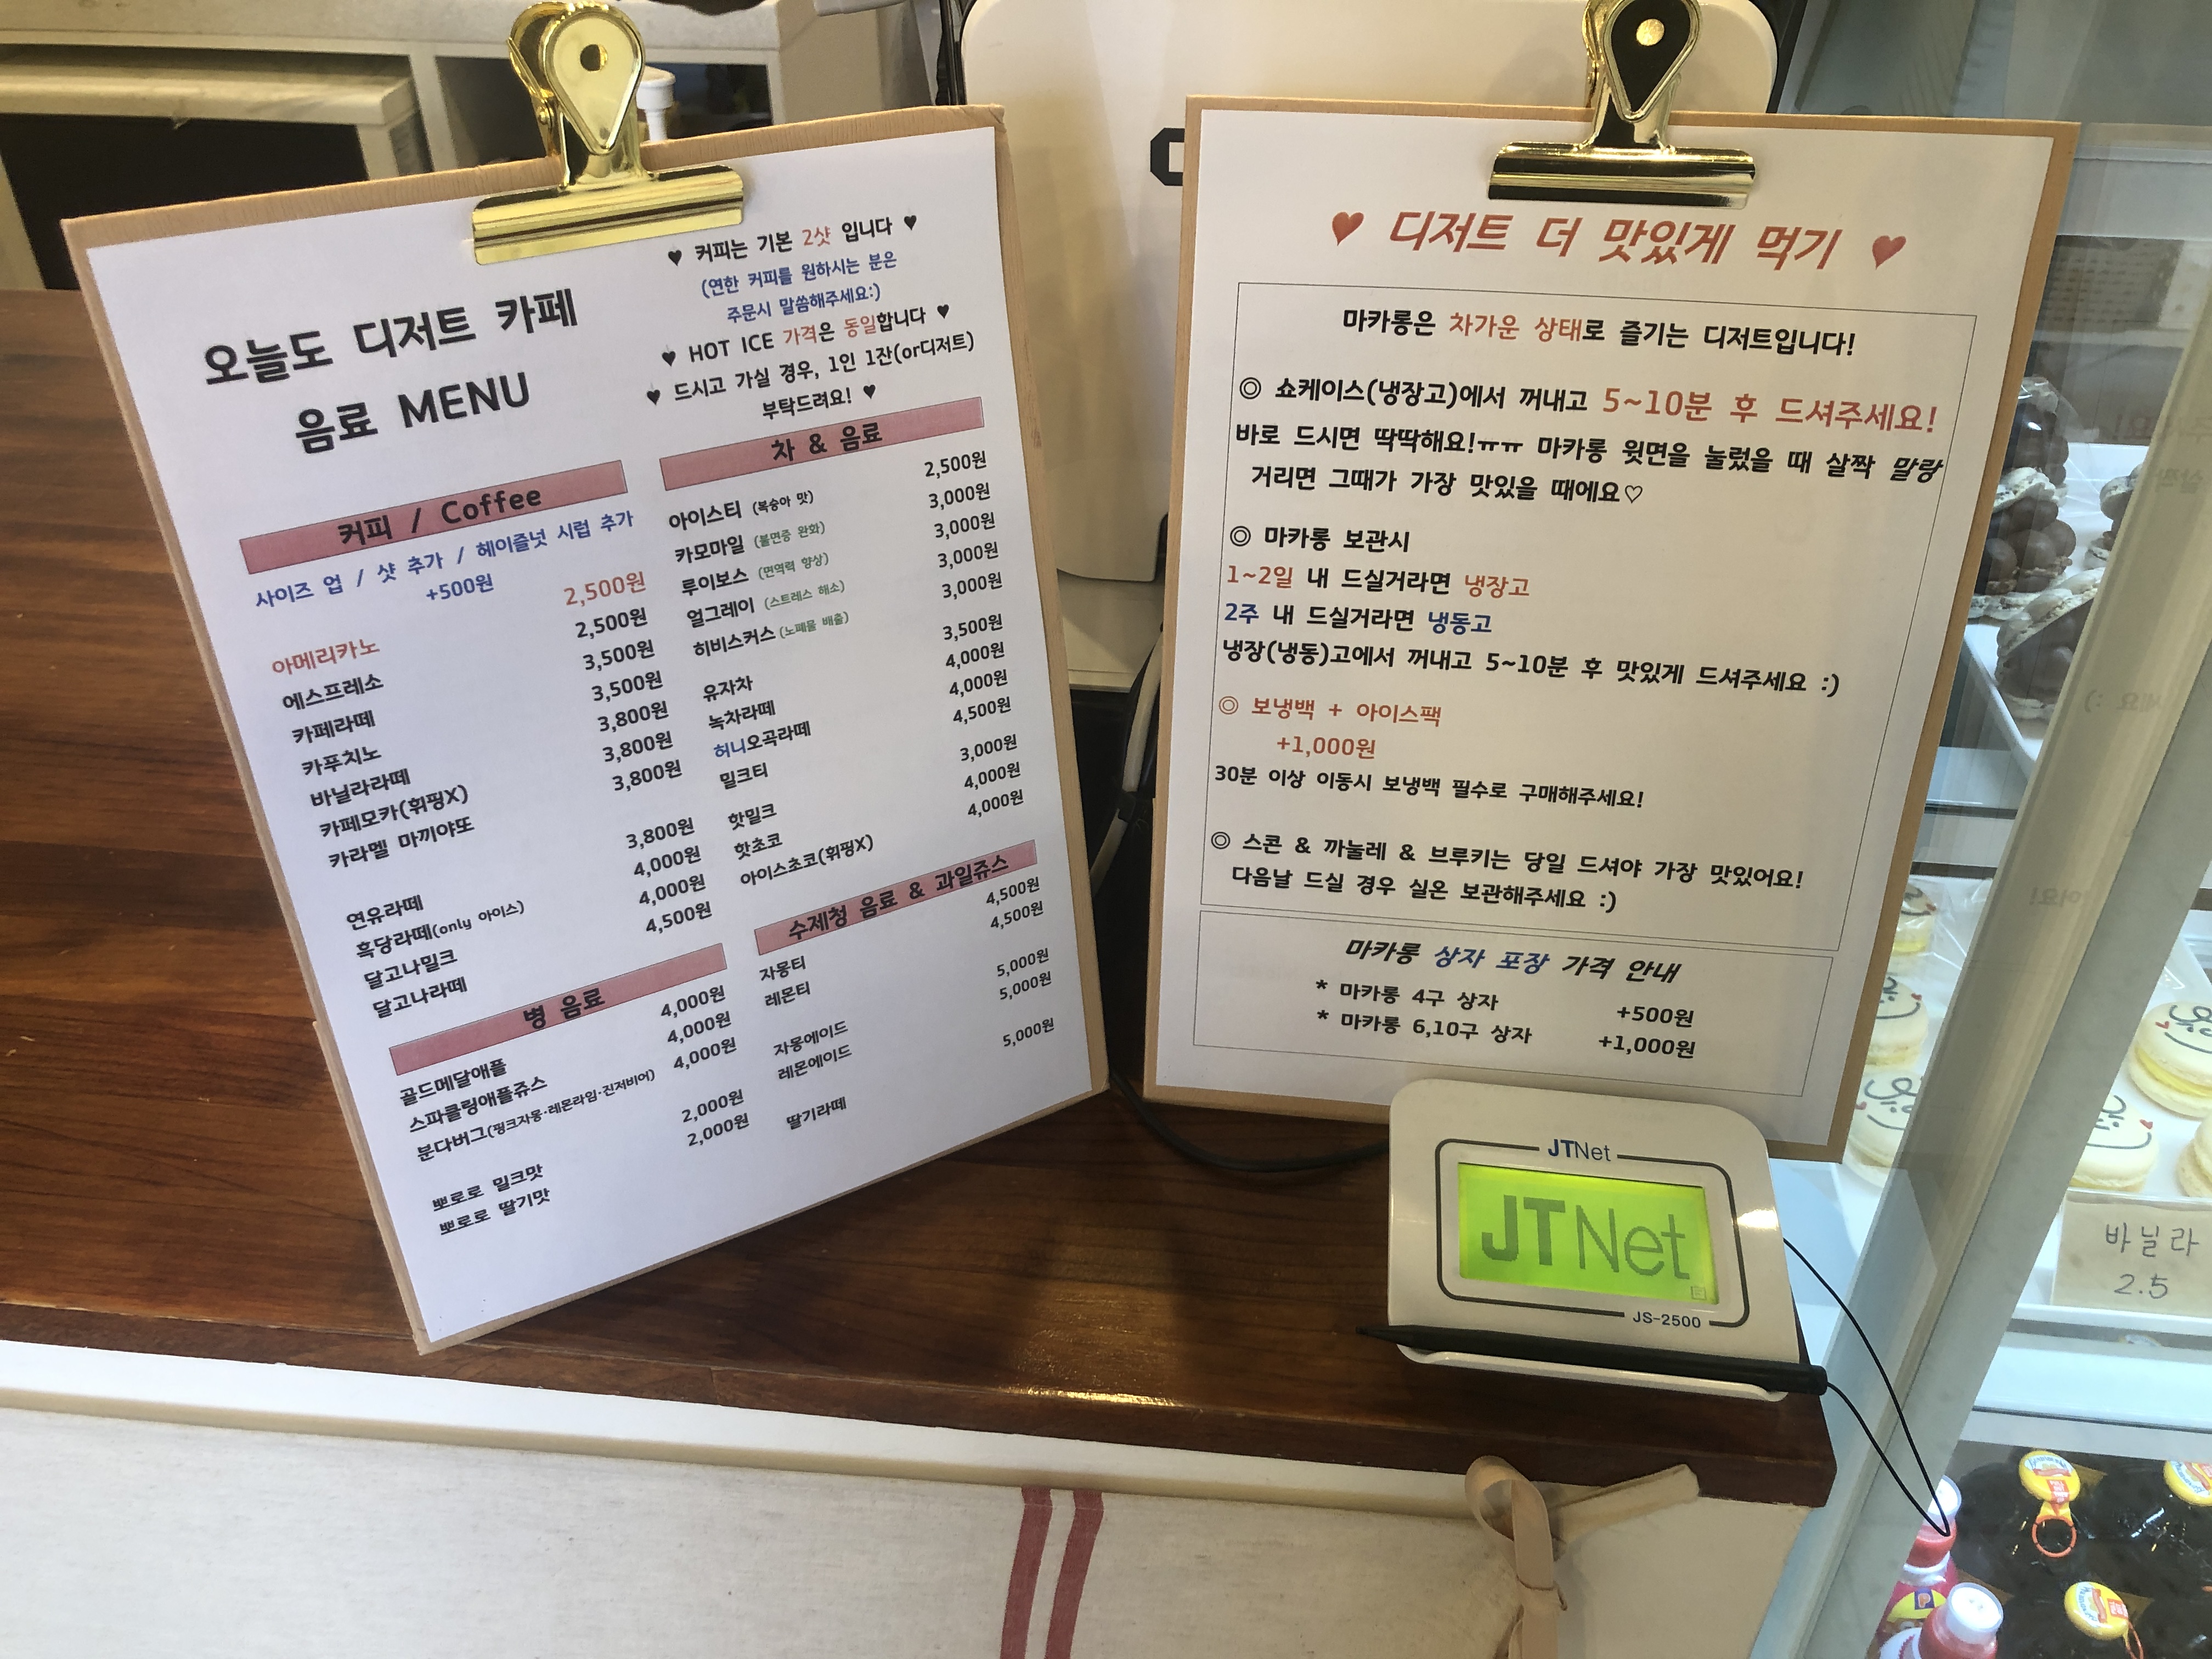 오늘도 디저트 카페
음료 MENU
♥ 커피는 기본 2샷 입니다 ♥
(연한 커피를 원하시는 분은
주문시 말씀해주세요:)
♥ HOT ICE 가격은 동일합니다 ♥
♥ 드시고 가실 경우, 1인 1잔(or디저트)
부탁드려요! ♥
커피 / Coffee
사이즈 업 / 샷 추가 / 헤이즐넛 시럽 추가
+500원
아메리카노 2,500원
에스프레소 2,500원
카페라떼 3,500원
카푸치노 3,500원
바닐라라떼 3,800원
카페모카(휘핑X) 3,800원
카라멜 마끼야또 3,800원
연유라떼 3,800원
흑당라떼(only 아이스) 4,000원
달고나밀크 4,000원
달고나라떼 4,500원
병 음료
골드메달애플 4,000원
스파클링애플쥬스 4,000원
분다버그(핑크자몽·레몬라임·진저비어) 4,000원
뽀로로 밀크맛 2,000원
뽀로로 딸기맛 2,000원
차 & 음료
아이스티 (복숭아 맛) 2,500원
카모마일 (불면증 완화) 3,000원
루이보스 (면역력 향상) 3,000원
얼그레이 (스트레스 해소) 3,000원
히비스커스 (노폐물 배출) 3,000원
유자차 3,500원
녹차라떼 4,000원
허니오곡라떼 4,000원
밀크티 4,500원
핫밀크 3,000원
핫초코 4,000원
아이스초코(휘핑X) 4,000원
수제청 음료 & 과일쥬스
자몽티 4,500원
레몬티 4,500원
자몽에이드 5,000원
레몬에이드 5,000원
딸기라떼 5,000원
♥ 디저트 더 맛있게 먹기 ♥
마카롱은 차가운 상태로 즐기는 디저트입니다!
◎ 쇼케이스(냉장고)에서 꺼내고 5~10분 후 드셔주세요!
바로 드시면 딱딱해요!ㅠㅠ 마카롱 윗면을 눌렀을 때 살짝 말랑
거리면 그때가 가장 맛있을 때에요♡
◎ 마카롱 보관시
1~2일 내 드실거라면 냉장고
2주 내 드실거라면 냉동고
냉장(냉동)고에서 꺼내고 5~10분 후 맛있게 드셔주세요 :)
◎ 보냉백 + 아이스팩
+1,000원
30분 이상 이동시 보냉백 필수로 구매해주세요!
◎ 스콘 & 까눌레 & 브루키는 당일 드셔야 가장 맛있어요!
다음날 드실 경우 실온 보관해주세요 :)
마카롱 상자 포장 가격 안내
* 마카롱 4구 상자 +500원
* 마카롱 6,10구 상자 +1,000원
JTNet
JTNet
JS-2500
바닐라
2.5